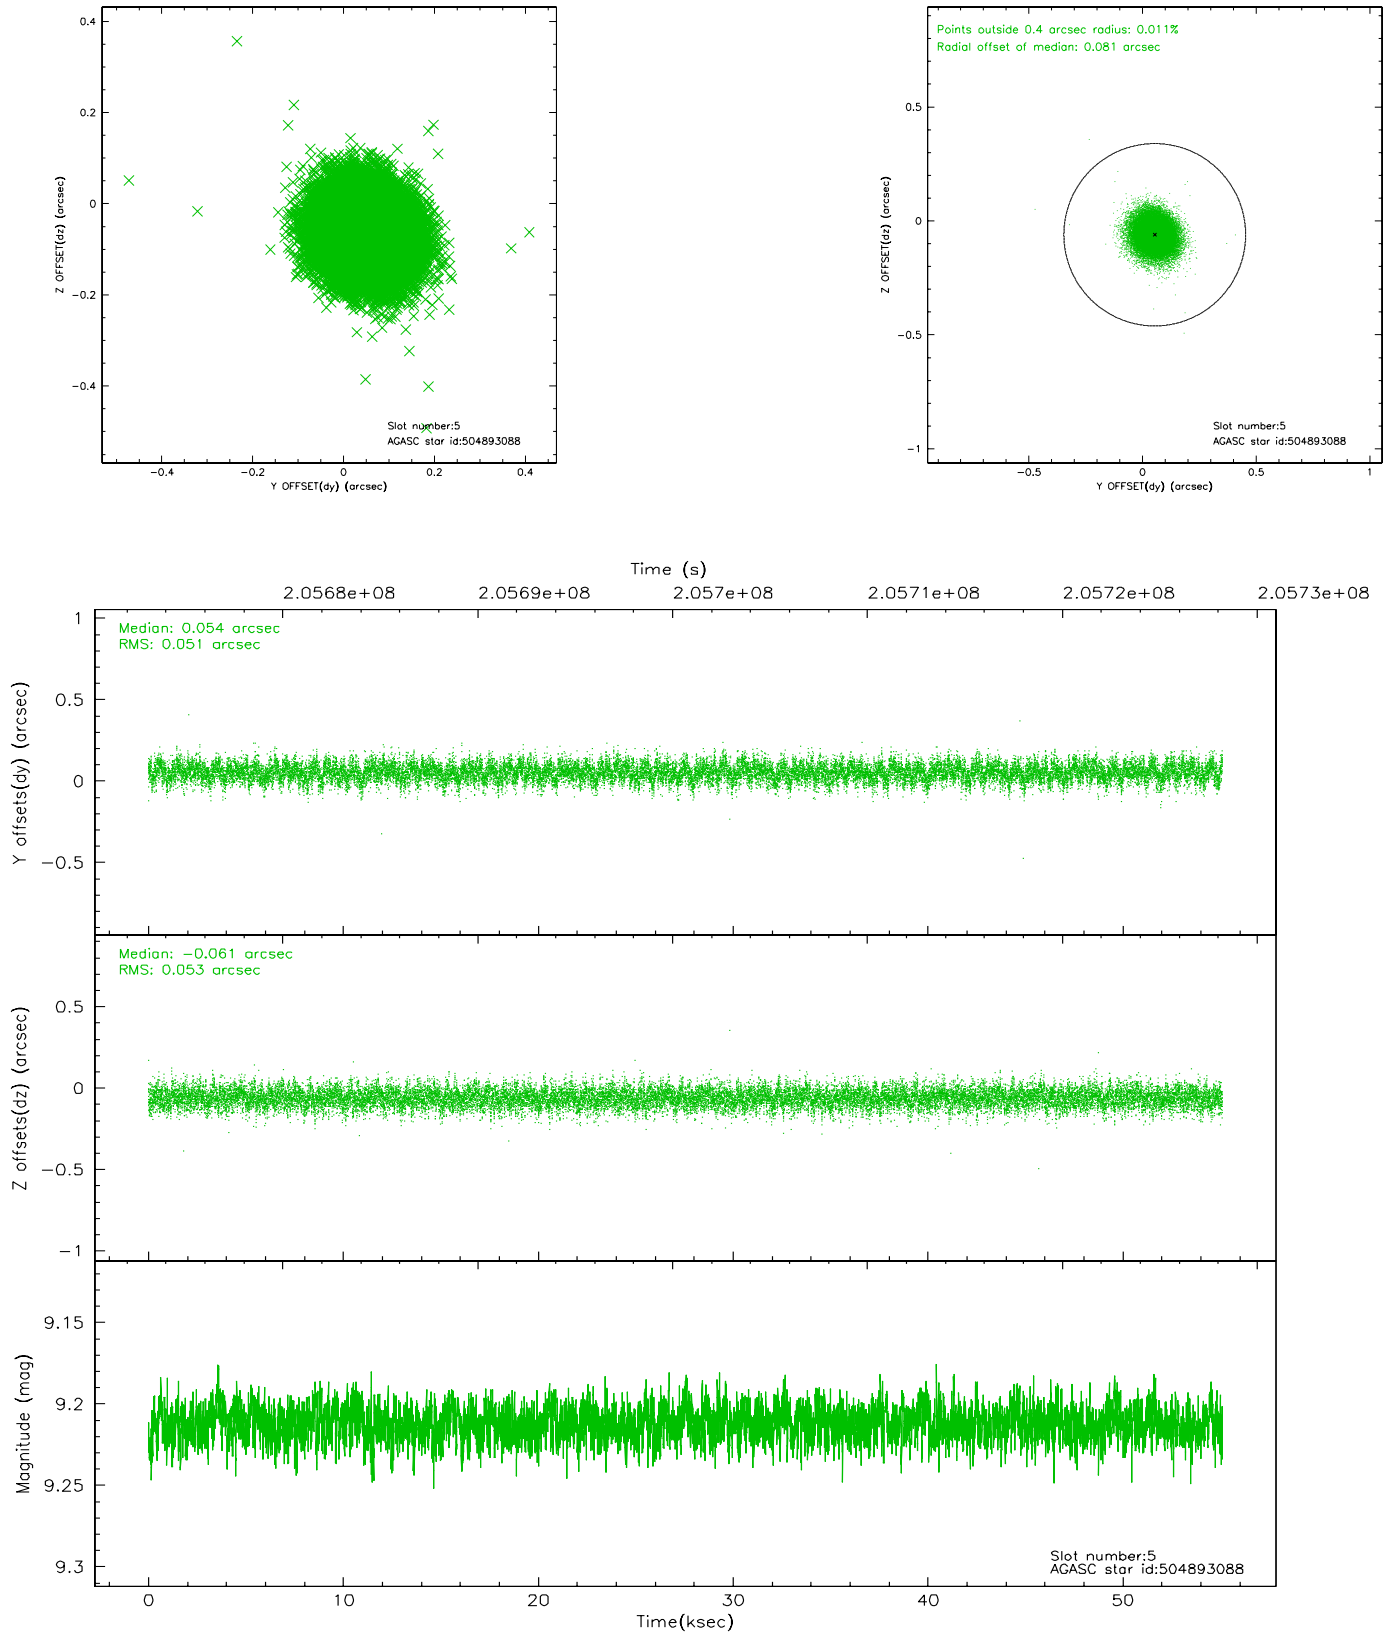 0.4
0.2
0
−0.2
−0.4
Z OFFSET(dz) (arcsec)
Slot number:5
AGASC star id:504893088
−0.4 −0.2 0 0.2 0.4
Y OFFSET(dy) (arcsec)
Points outside 0.4 arcsec radius: 0.011%
Radial offset of median: 0.081 arcsec
0.5
0
−0.5
−1
Z OFFSET(dz) (arcsec)
Slot number:5
AGASC star id:504893088
−0.5 0 0.5 1
Y OFFSET(dy) (arcsec)
Time (s)
2.0568e+08 2.0569e+08 2.057e+08 2.0571e+08 2.0572e+08 2.0573e+08
Median: 0.054 arcsec
RMS: 0.051 arcsec
1
0.5
0
−0.5
Y offsets(dy) (arcsec)
Median: −0.061 arcsec
RMS: 0.053 arcsec
0.5
0
−0.5
−1
Z offsets(dz) (arcsec)
9.15
9.2
9.25
9.3
Magnitude (mag)
Slot number:5
AGASC star id:504893088
0 10 20 30 40 50
Time(ksec)